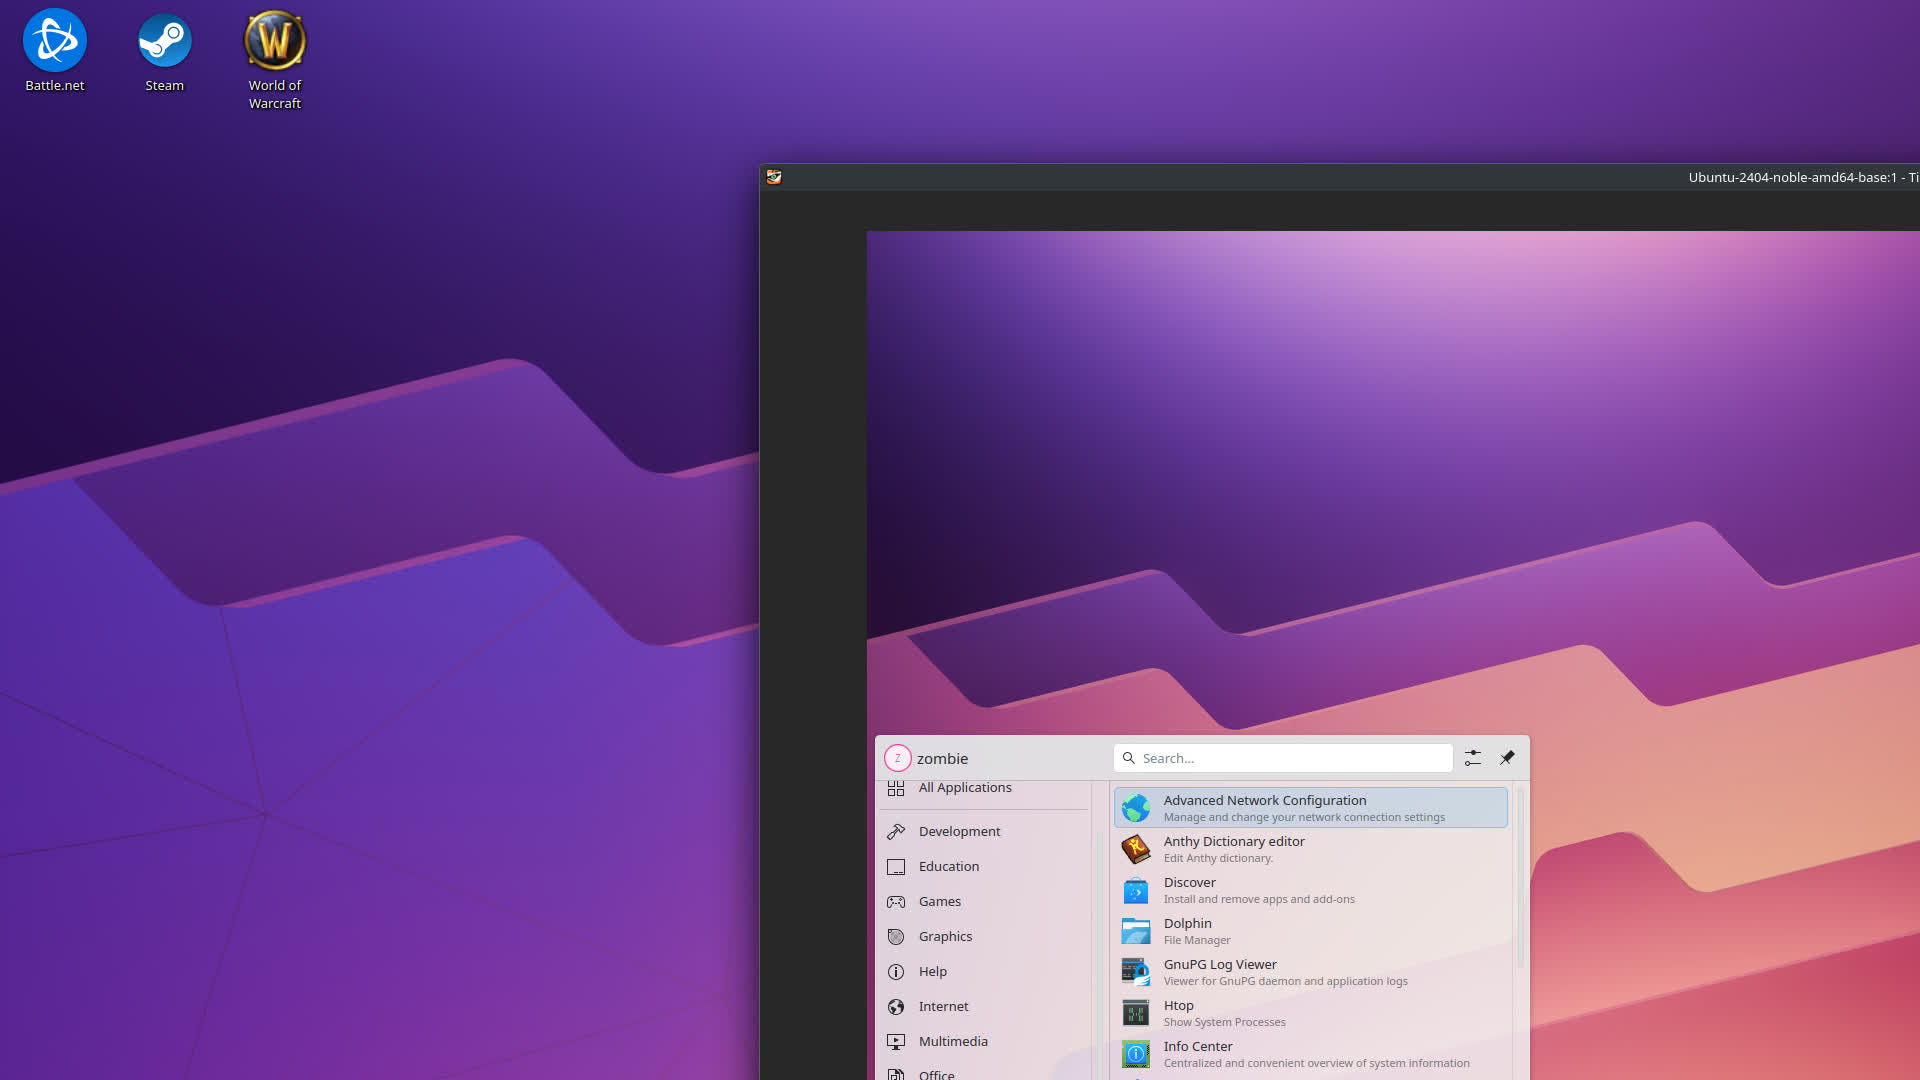 Battle.net
Steam
World of
Warcraft
Ubuntu-2404-noble-amd64-base:1 - Ti
zombie
Search...
All Applications
Development
Education
Games
Graphics
Help
Internet
Multimedia
Office
Advanced Network Configuration
Manage and change your network connection settings
Anthy Dictionary editor
Edit Anthy dictionary.
Discover
Install and remove apps and add-ons
Dolphin
File Manager
GnuPG Log Viewer
Viewer for GnuPG daemon and application logs
Htop
Show System Processes
Info Center
Centralized and convenient overview of system information